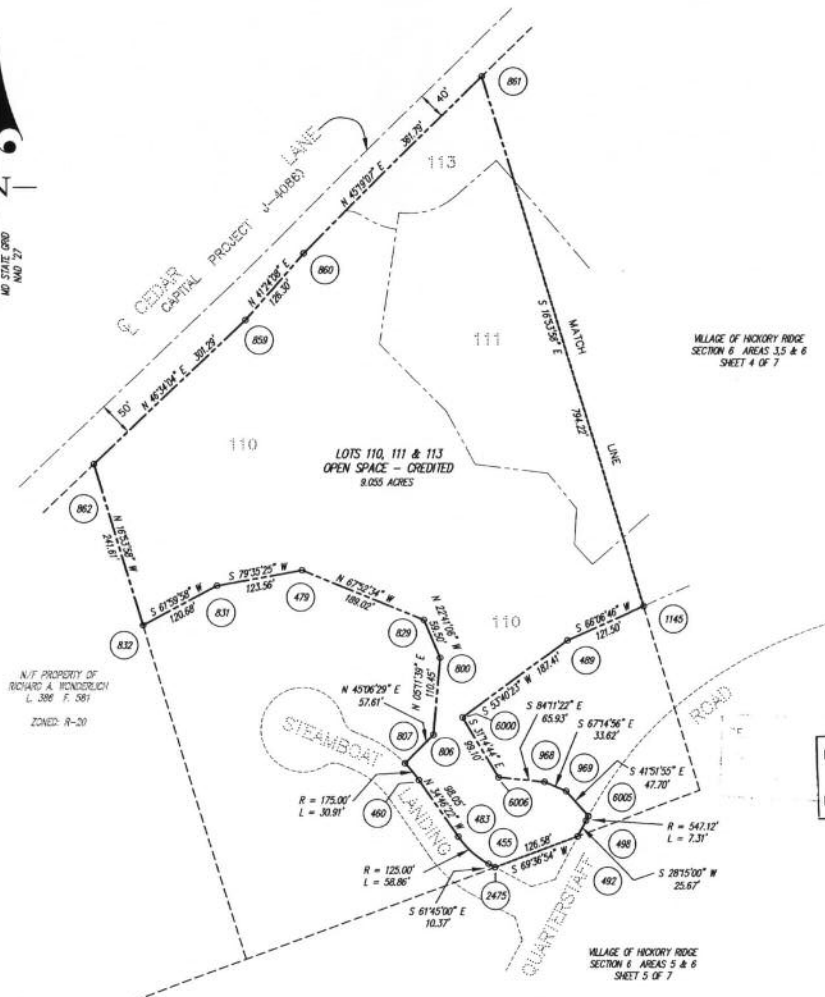 N
MD STATE GRID
NAD '27
861
40'
LANE
361.79'
N 45°19'07" E
113
℄ CEDAR
CAPITAL PROJECT J-4086)
860
N 41°24'08" E
126.30'
859
301.29'
N 46°34'04" E
50'
S 16°53'58" E
794.22'
MATCH
LINE
VILLAGE OF HICKORY RIDGE
SECTION 6 AREAS 3,5 & 6
SHEET 4 OF 7
111
110
LOTS 110, 111 & 113
OPEN SPACE - CREDITED
9.055 ACRES
862
N 16°53'58" W
241.61'
S 61°59'58" W
120.68'
S 79°35'25" W
123.56'
N 67°52'34" W
189.02'
N 22°41'06" W
59.50'
831
479
829
832
110
S 66°06'46" W
121.50'
1145
489
800
N 05°11'39" E
110.45'
S 53°40'23" W 187.41'
N/F PROPERTY OF
RICHARD A. WONDERLICH
L. 386 F. 581
ZONED: R-20
N 45°06'29" E
57.61'
6000
S 31°14'44" E
99.10'
S 84°11'22" E
65.93'
S 67°14'56" E
33.62'
ROAD
STEAMBOAT
LANDING
807
806
968
969
S 41°51'55" E
47.70'
R = 175.00'
L = 30.91'
460
N 34°46'22" W
98.05'
6006
6005
R = 547.12'
L = 7.31'
483
455
126.58'
S 69°36'54" W
498
R = 125.00'
L = 58.86'
492
S 28°15'00" W
25.67'
S 61°45'00" E
10.37'
2475
QUARTERSTAFF
VILLAGE OF HICKORY RIDGE
SECTION 6 AREAS 5 & 6
SHEET 5 OF 7